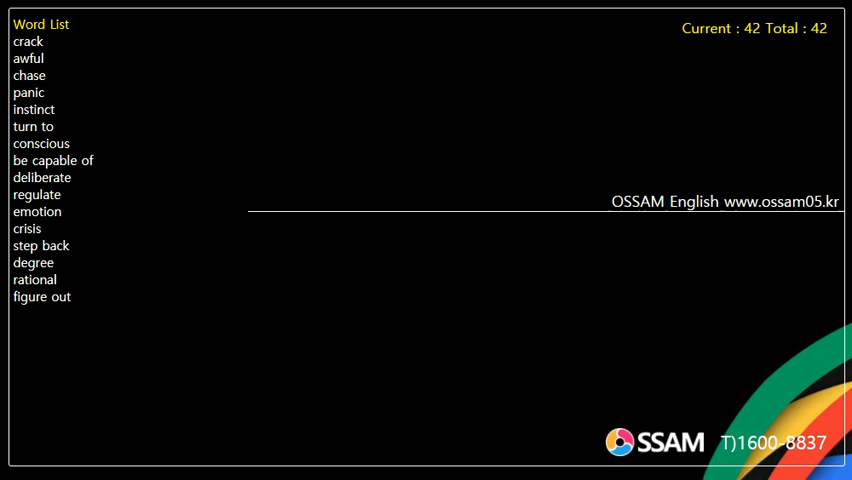 Word List
crack
awful
chase
panic
instinct
turn to
conscious
be capable of
deliberate
regulate
emotion
crisis
step back
degree
rational
figure out
Current : 42 Total : 42
OSSAM English www.ossam05.kr
OSSAM T)1600-8837